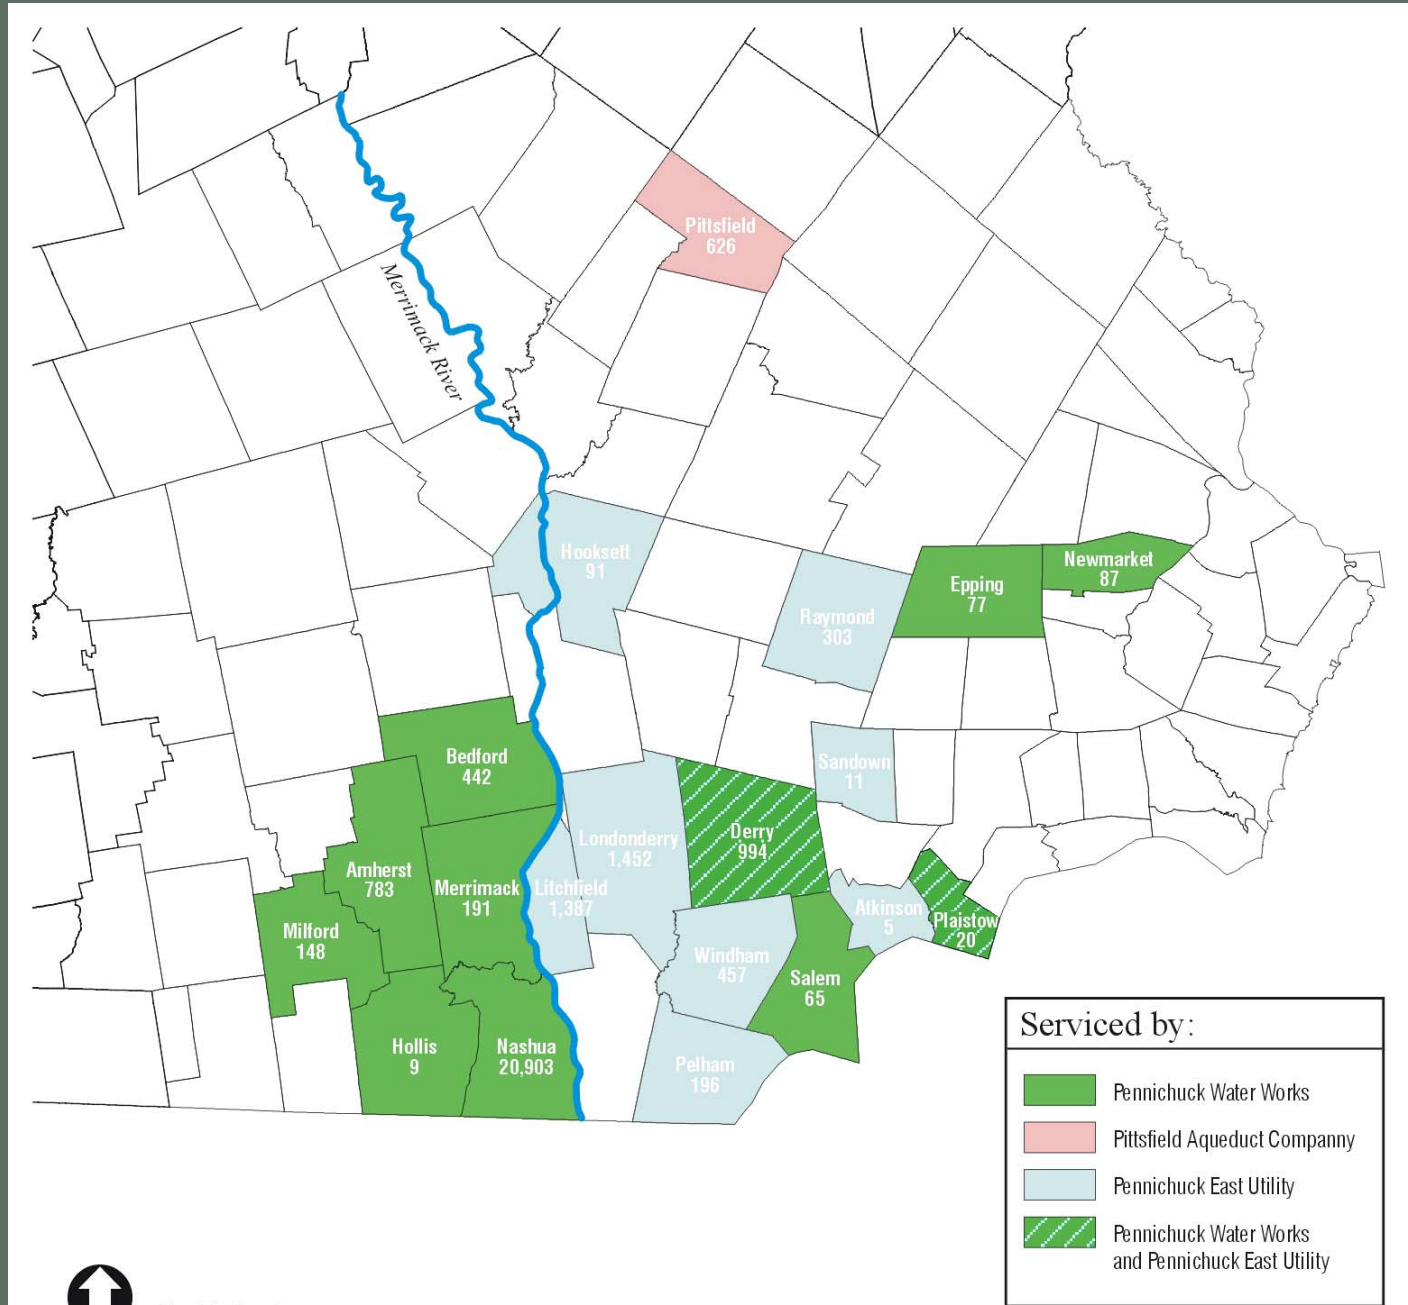 Pittsfield
626
Merrimack River
Hooksett
91
Newmarket
87
Epping
77
Raymond
303
Bedford
442
Sandown
11
Londonderry
1,452
Derry
994
Amherst
783
Merrimack
191
Litchfield
1,387
Atkinson
5
Plaistow
20
Milford
148
Windham
457
Salem
65
Hollis
9
Nashua
20,903
Pelham
196
Serviced by:
Pennichuck Water Works
Pittsfield Aqueduct Companny
Pennichuck East Utility
Pennichuck Water Works
and Pennichuck East Utility